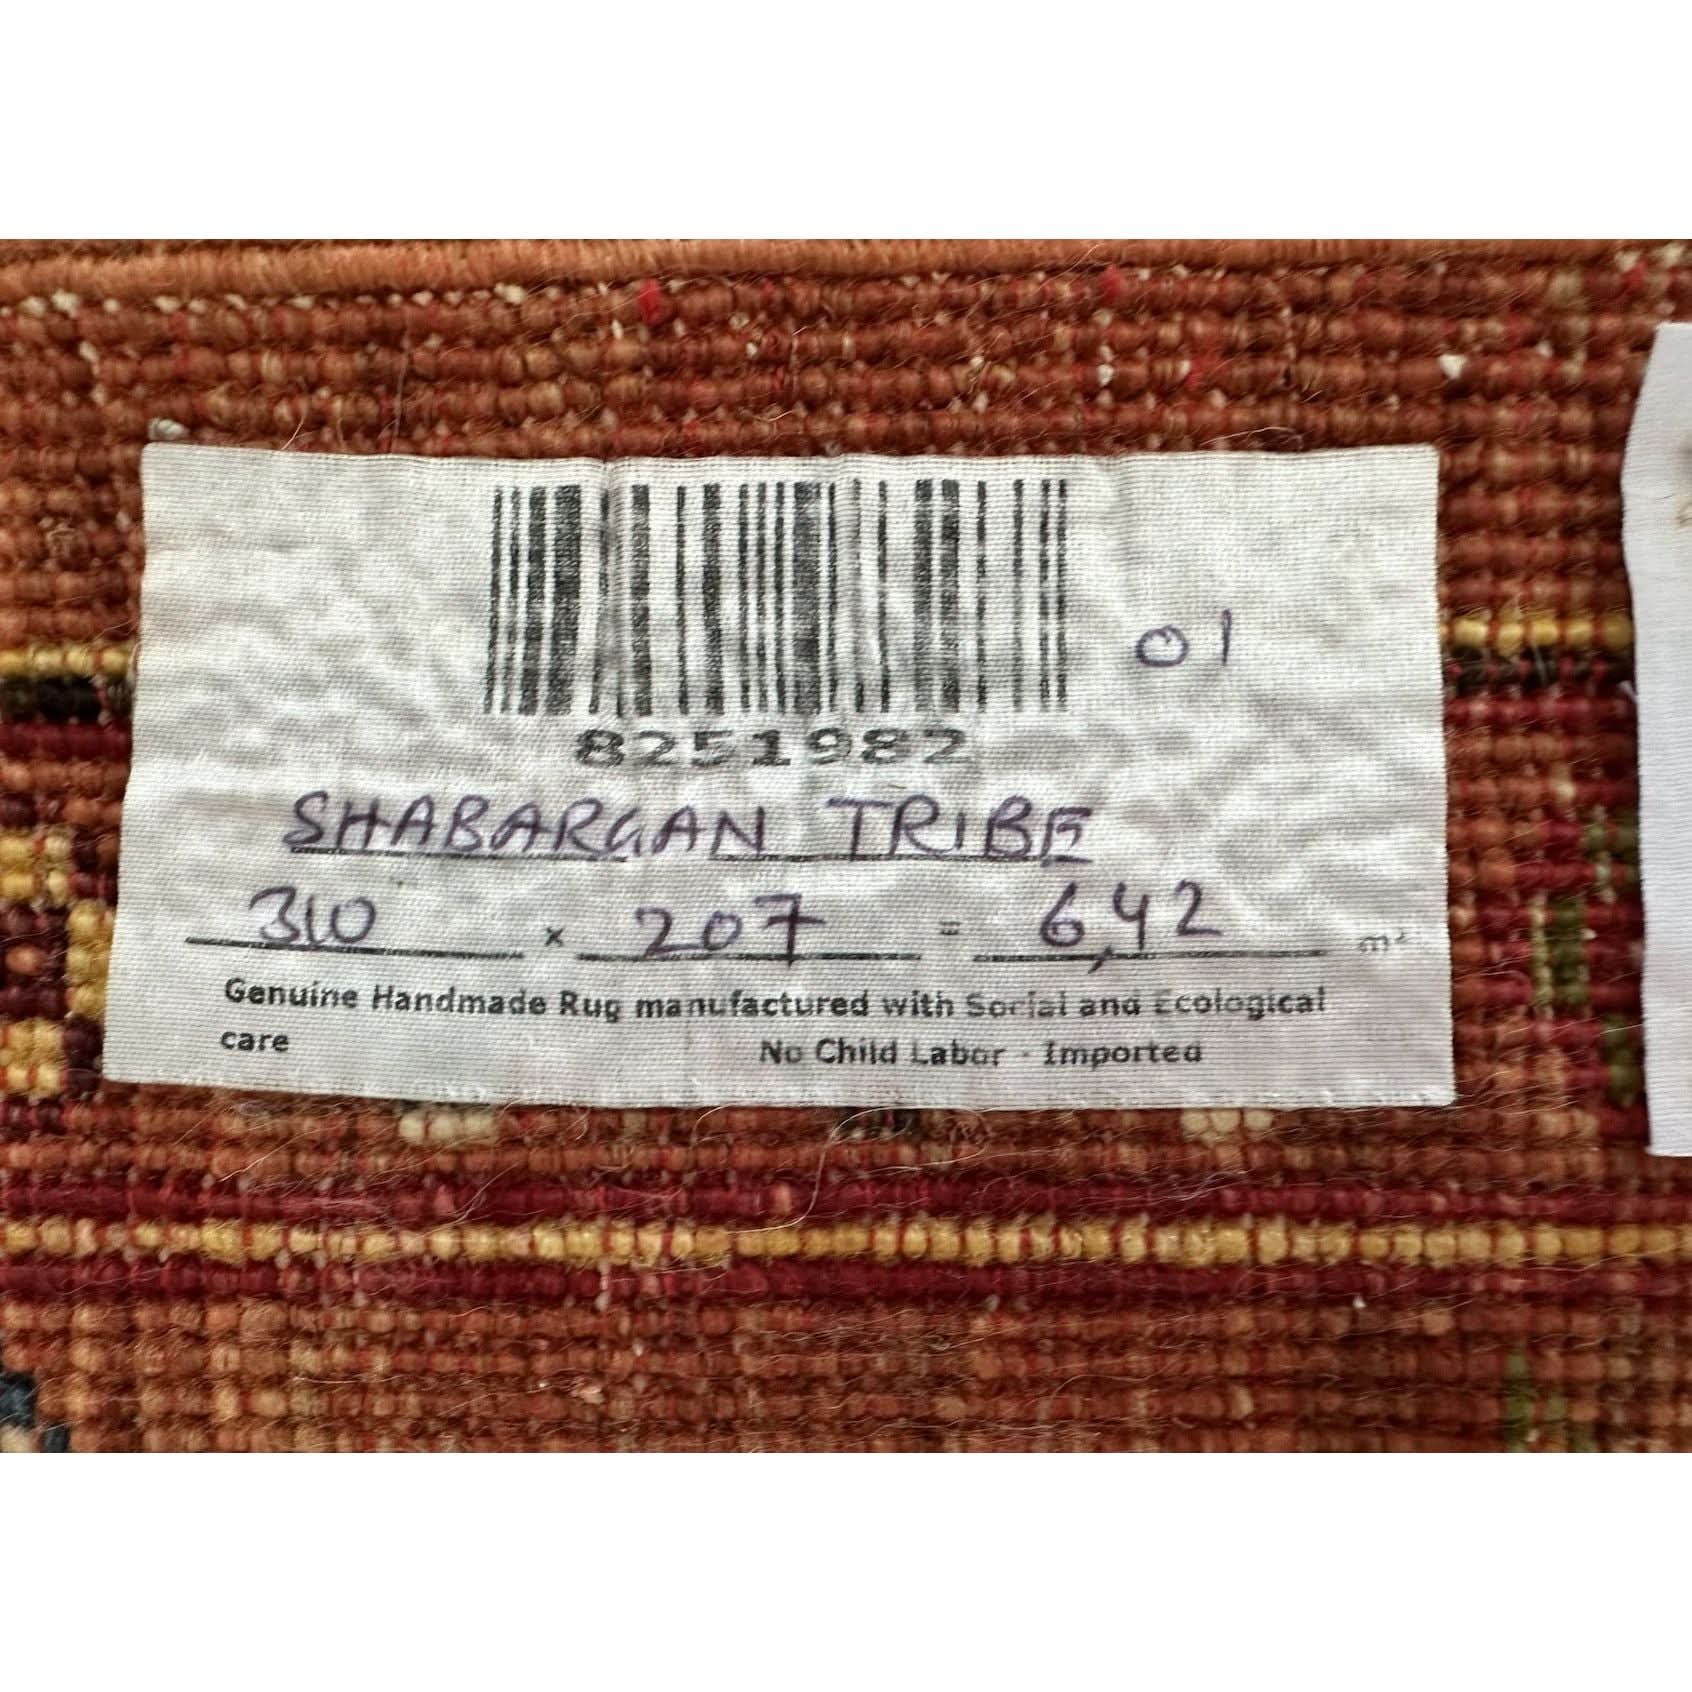 01
8251982
SHABARGAN TRIBE
310 x 207 = 6,42 m²
Genuine Handmade Rug manufactured with Social and Ecological
care No Child Labor - Imported